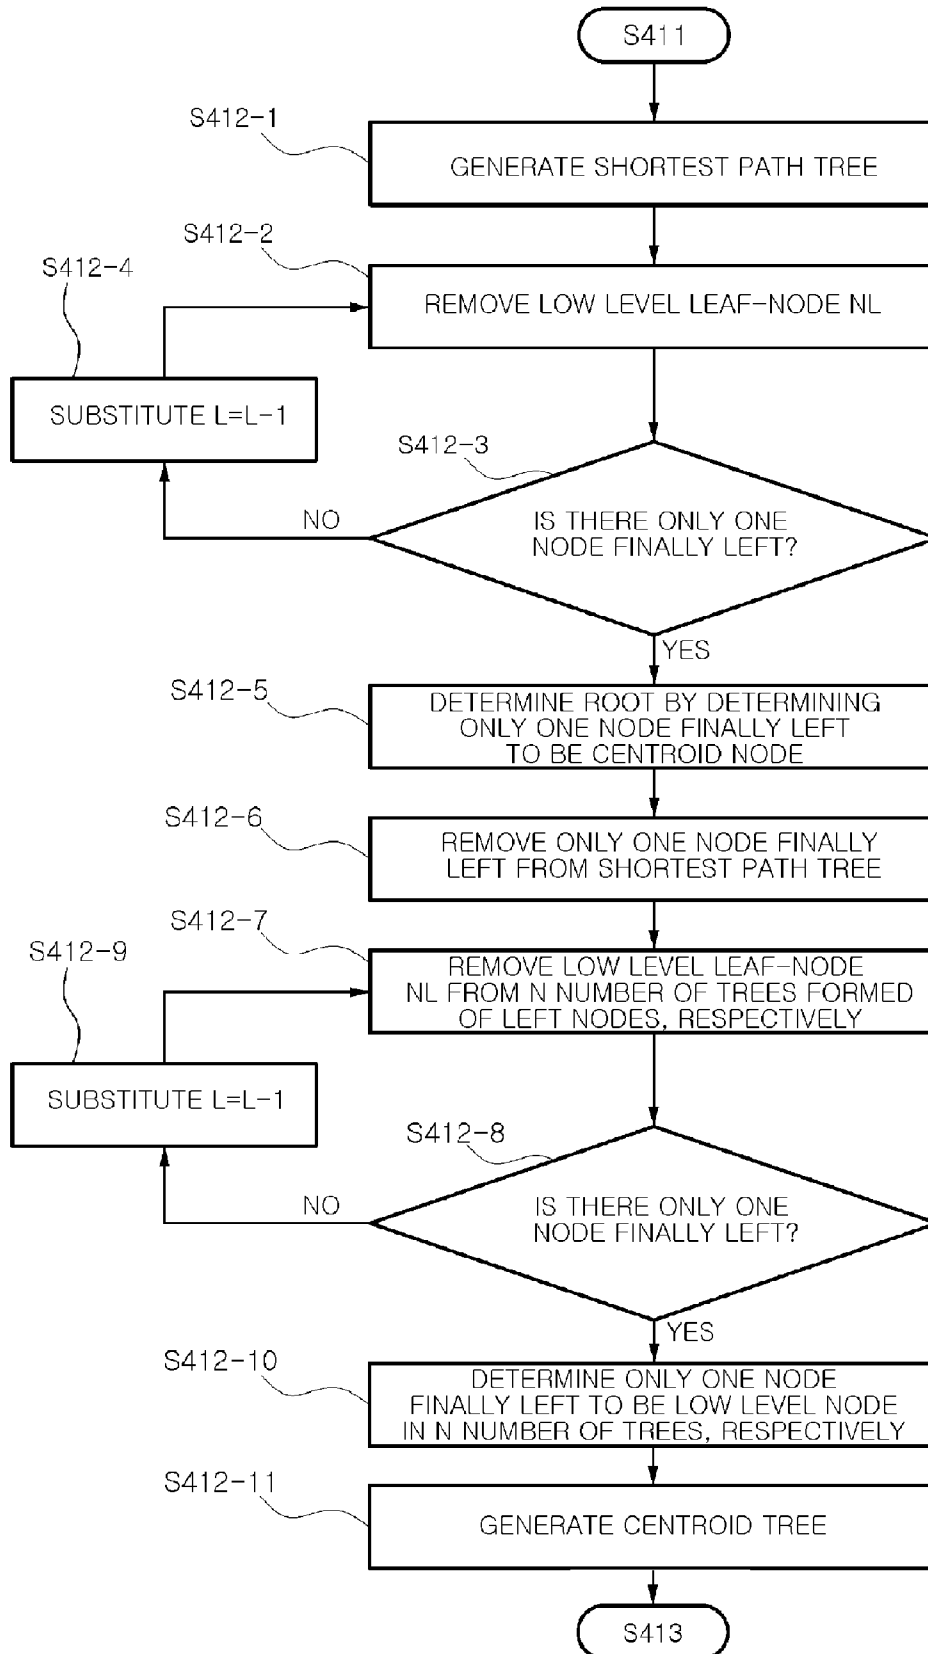 S411
S412-1
GENERATE SHORTEST PATH TREE
S412-2
S412-4
REMOVE LOW LEVEL LEAF-NODE NL
SUBSTITUTE L=L-1
S412-3
NO
IS THERE ONLY ONE
NODE FINALLY LEFT?
YES
S412-5
DETERMINE ROOT BY DETERMINING
ONLY ONE NODE FINALLY LEFT
TO BE CENTROID NODE
S412-6
REMOVE ONLY ONE NODE FINALLY
LEFT FROM SHORTEST PATH TREE
S412-7
S412-9
REMOVE LOW LEVEL LEAF-NODE
NL FROM N NUMBER OF TREES FORMED
OF LEFT NODES, RESPECTIVELY
SUBSTITUTE L=L-1
S412-8
NO
IS THERE ONLY ONE
NODE FINALLY LEFT?
YES
S412-10
DETERMINE ONLY ONE NODE
FINALLY LEFT TO BE LOW LEVEL NODE
IN N NUMBER OF TREES, RESPECTIVELY
S412-11
GENERATE CENTROID TREE
S413